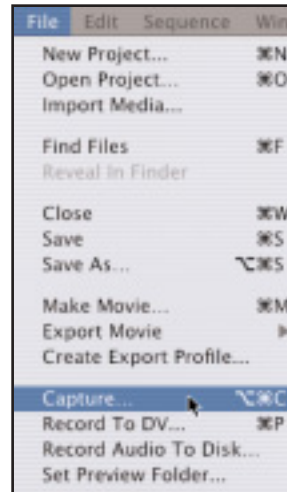 File Edit Sequence Win
New Project... ⌘N
Open Project... ⌘O
Import Media...
Find Files ⌘F
Reveal In Finder
Close ⌘W
Save ⌘S
Save As... ⌥⌘S
Make Movie... ⌘M
Export Movie
Create Export Profile...
Capture... ⌥⌘C
Record To DV... ⌘P
Record Audio To Disk...
Set Preview Folder...